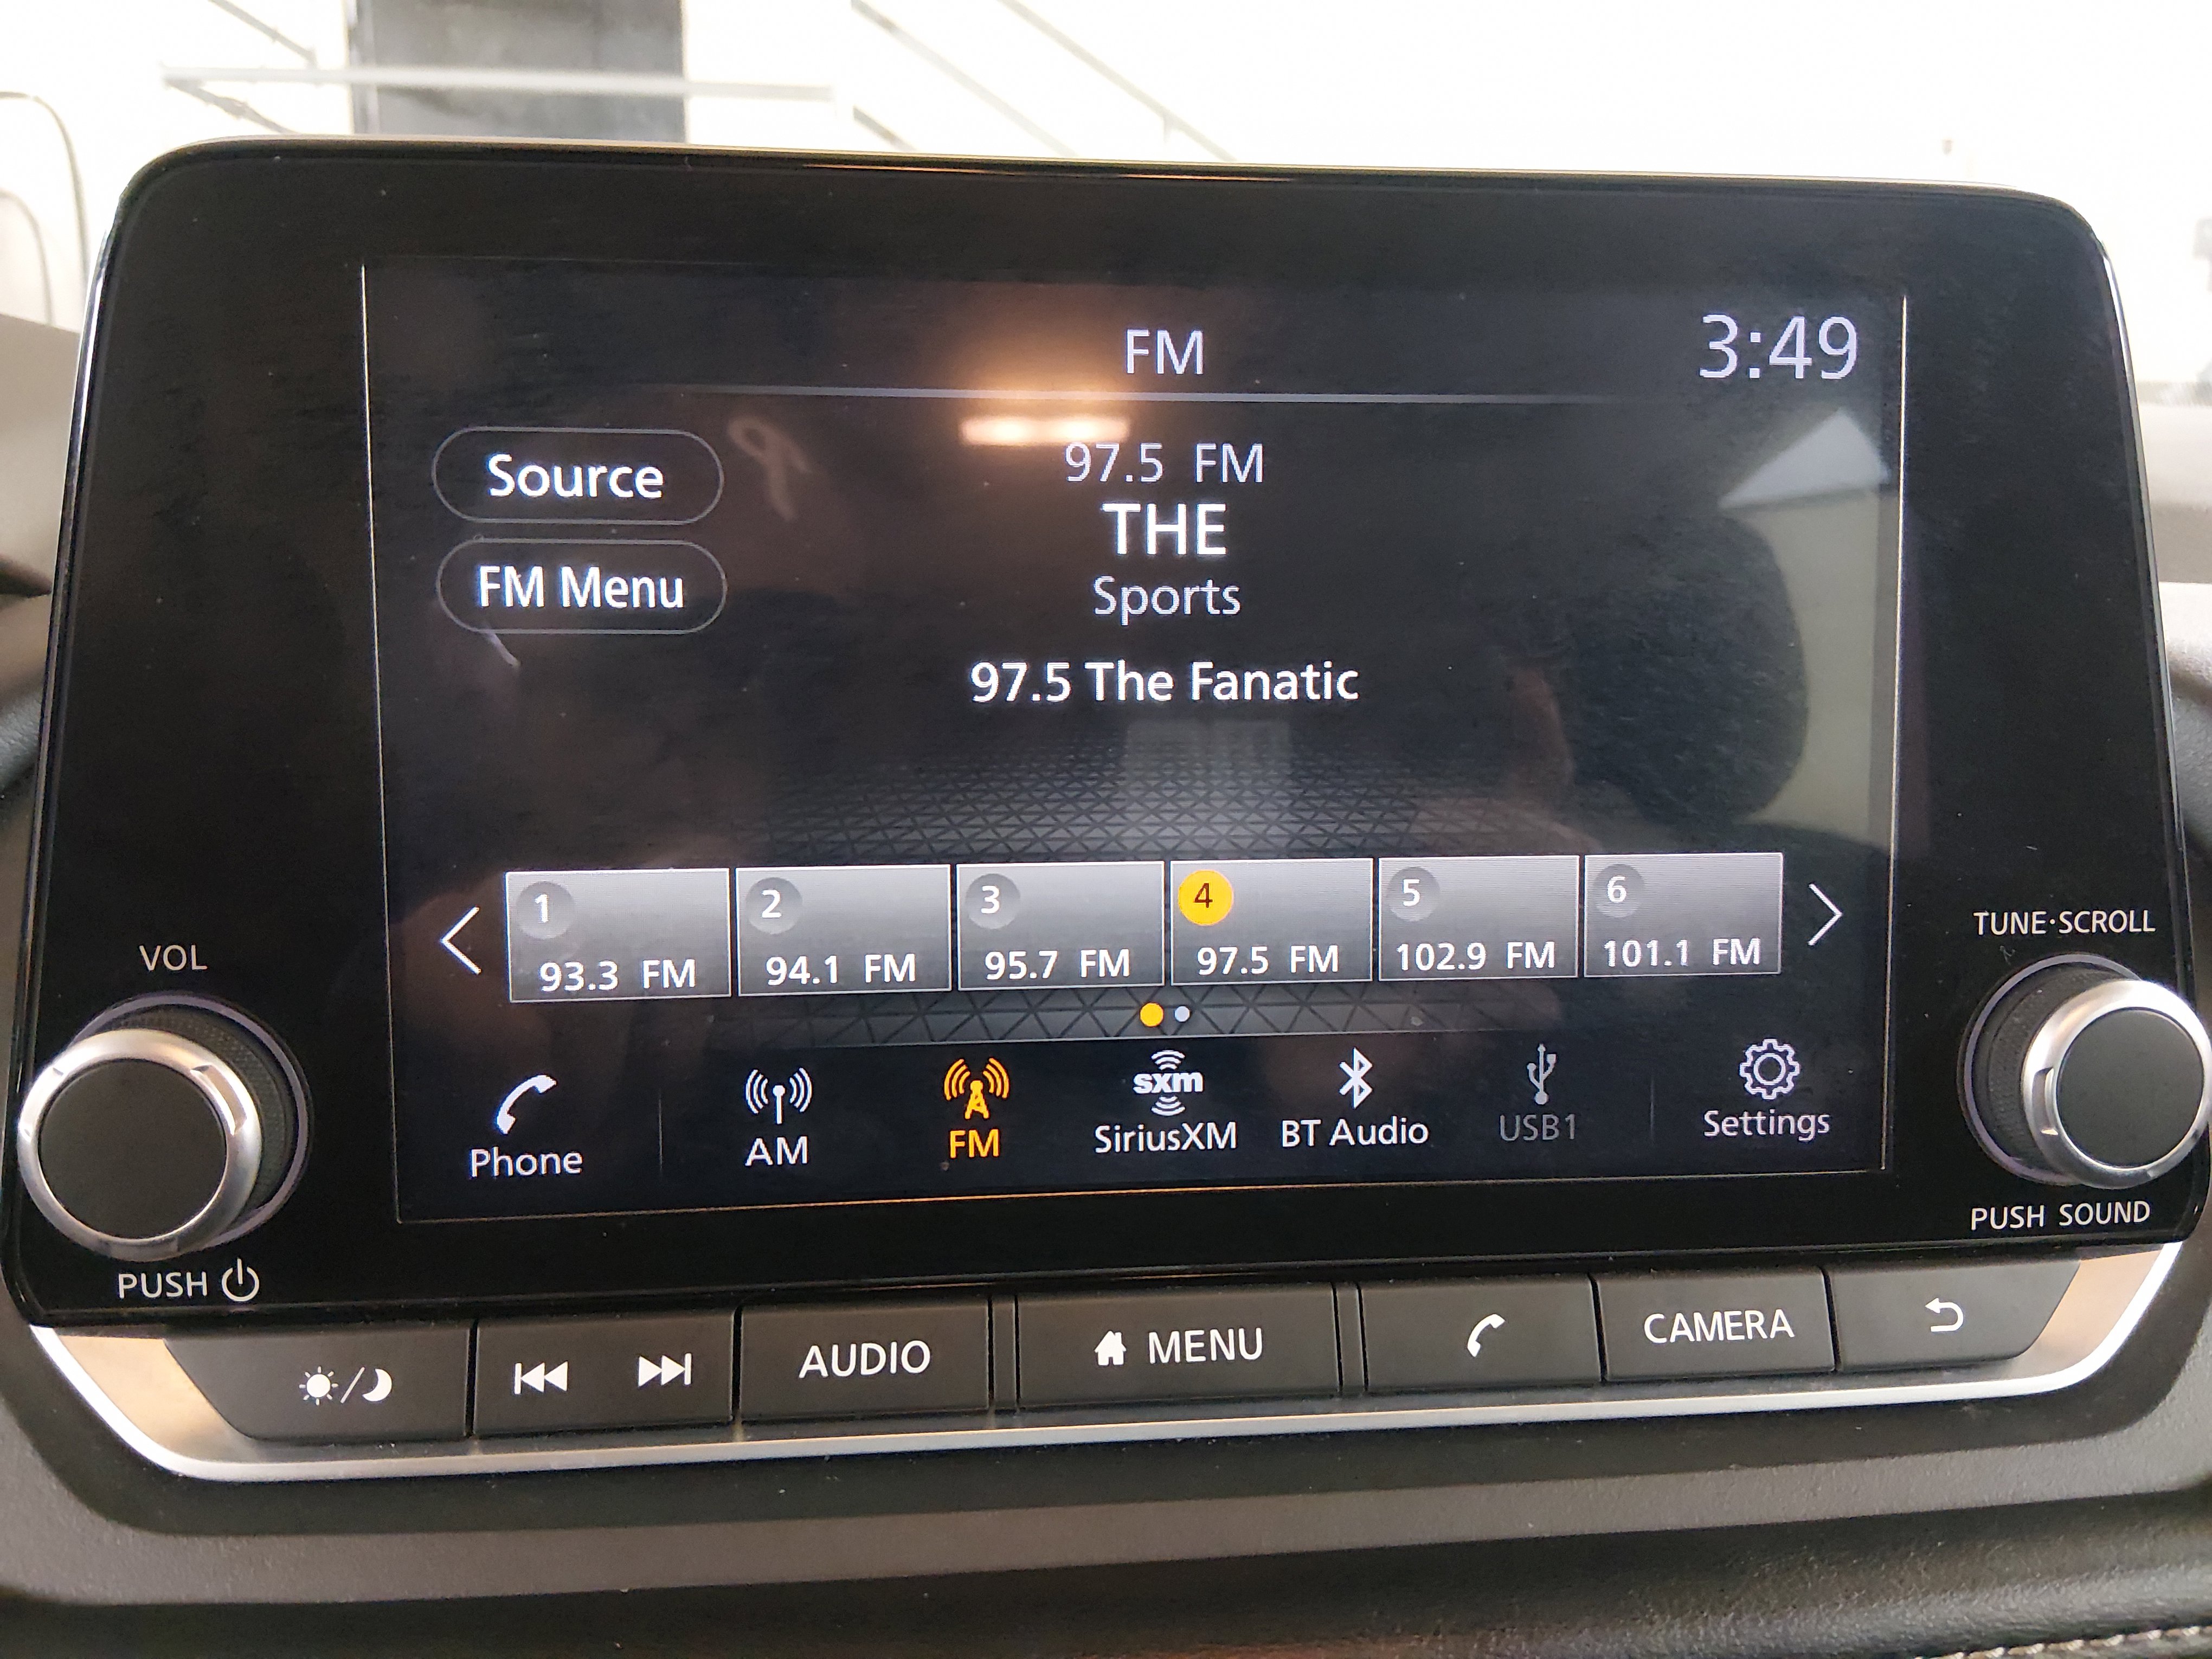 FM
3:49
Source
97.5 FM
THE
FM Menu
Sports
97.5 The Fanatic
1
93.3 FM
2
94.1 FM
3
95.7 FM
4
97.5 FM
5
102.9 FM
6
101.1 FM
VOL
TUNE·SCROLL
Phone
AM
FM
sxm
SiriusXM
BT Audio
USB1
Settings
PUSH
PUSH SOUND
AUDIO
MENU
CAMERA